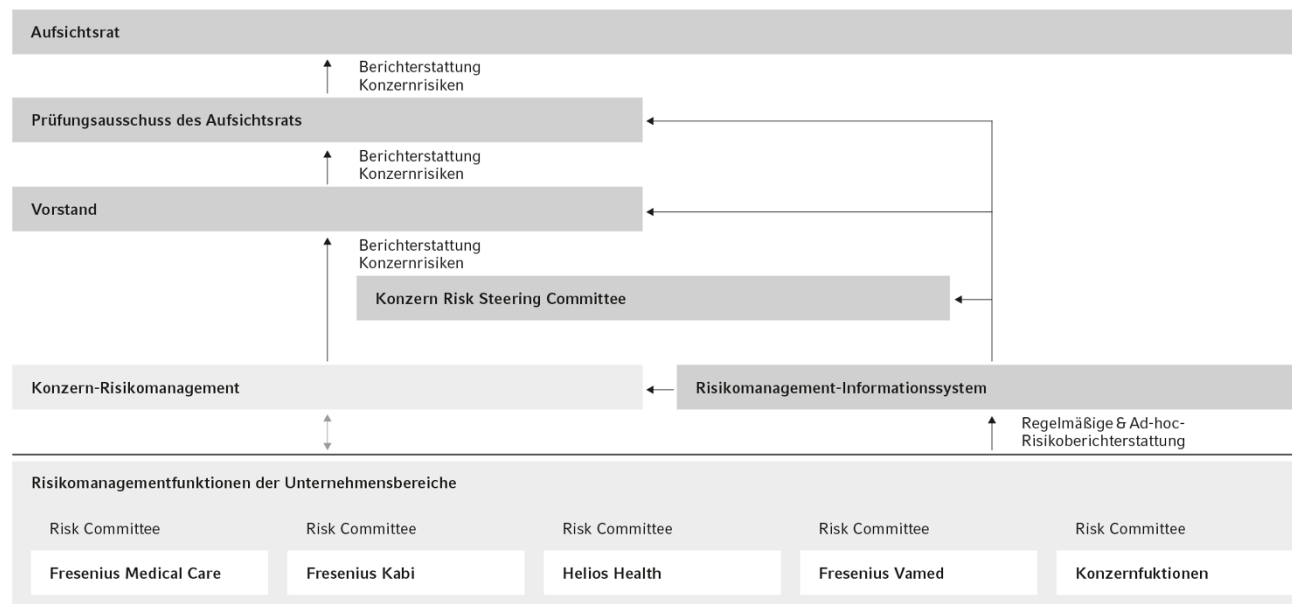 Aufsichtsrat
Berichterstattung
Konzernrisiken
Prüfungsausschuss des Aufsichtsrats
Berichterstattung
Konzernrisiken
Vorstand
Berichterstattung
Konzernrisiken
Konzern Risk Steering Committee
Konzern-Risikomanagement
Risikomanagement-Informationssystem
Regelmäßige & Ad-hoc-
Risikoberichterstattung
Risikomanagementfunktionen der Unternehmensbereiche
Risk Committee
Fresenius Medical Care
Risk Committee
Fresenius Kabi
Risk Committee
Helios Health
Risk Committee
Fresenius Vamed
Risk Committee
Konzernfuktionen